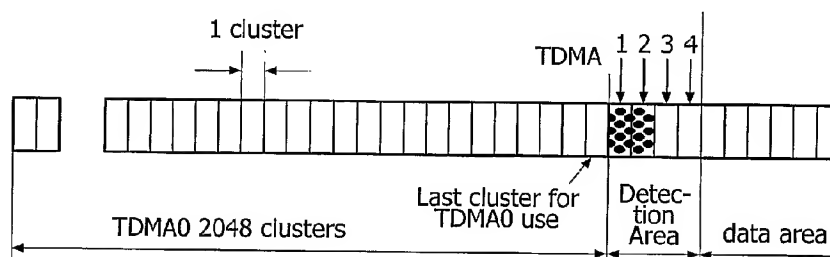 1 cluster
TDMA 1 2 3 4
Last cluster for
TDMA0 use
TDMA0 2048 clusters
Detec-
tion
Area
data area